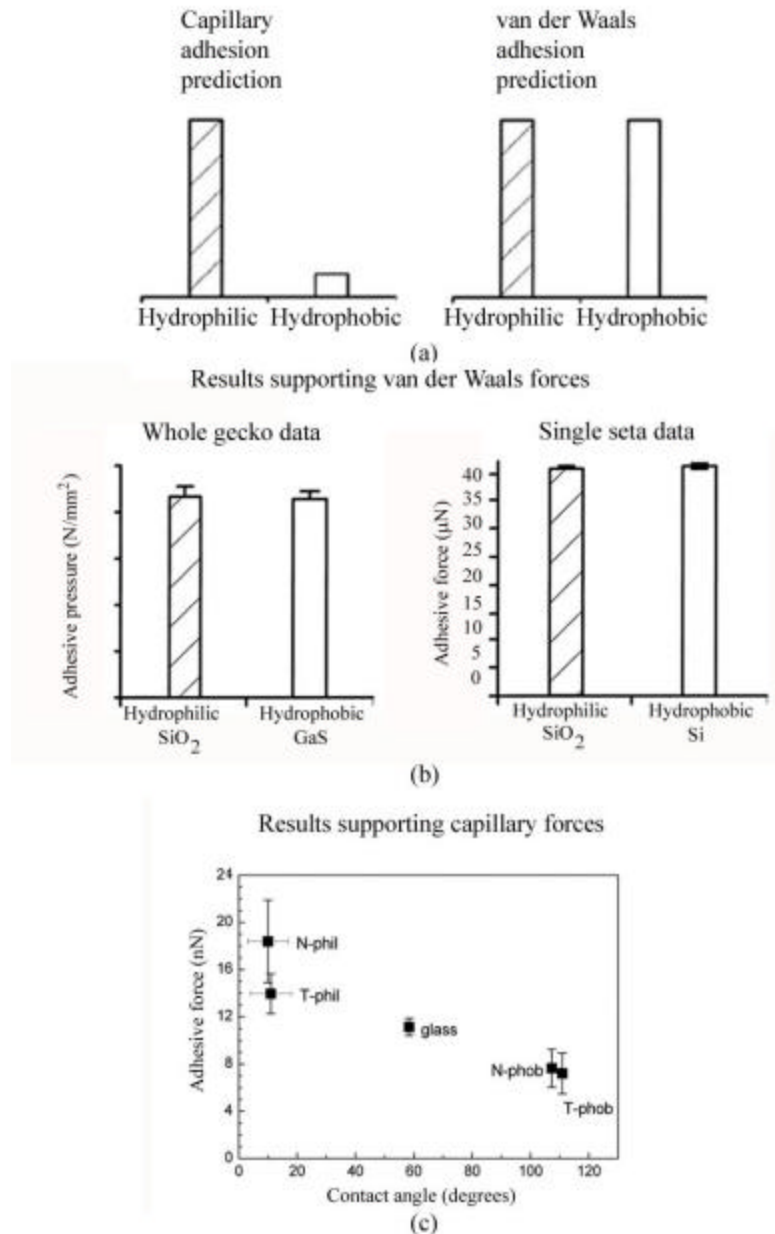 Capillary
adhesion
prediction
van der Waals
adhesion
prediction
Hydrophilic Hydrophobic
Hydrophilic Hydrophobic
(a)
Results supporting van der Waals forces
Whole gecko data
Adhesive pressure (N/mm²)
Hydrophilic Hydrophobic
SiO₂ GaS
Single seta data
Adhesive force (µN)
40
35
30
25
20
15
10
5
0
Hydrophilic Hydrophobic
SiO₂ Si
(b)
Results supporting capillary forces
Adhesive force (nN)
24
20
16
12
8
4
0
N-phil
T-phil
glass
N-phob
T-phob
0 20 40 60 80 100 120
Contact angle (degrees)
(c)